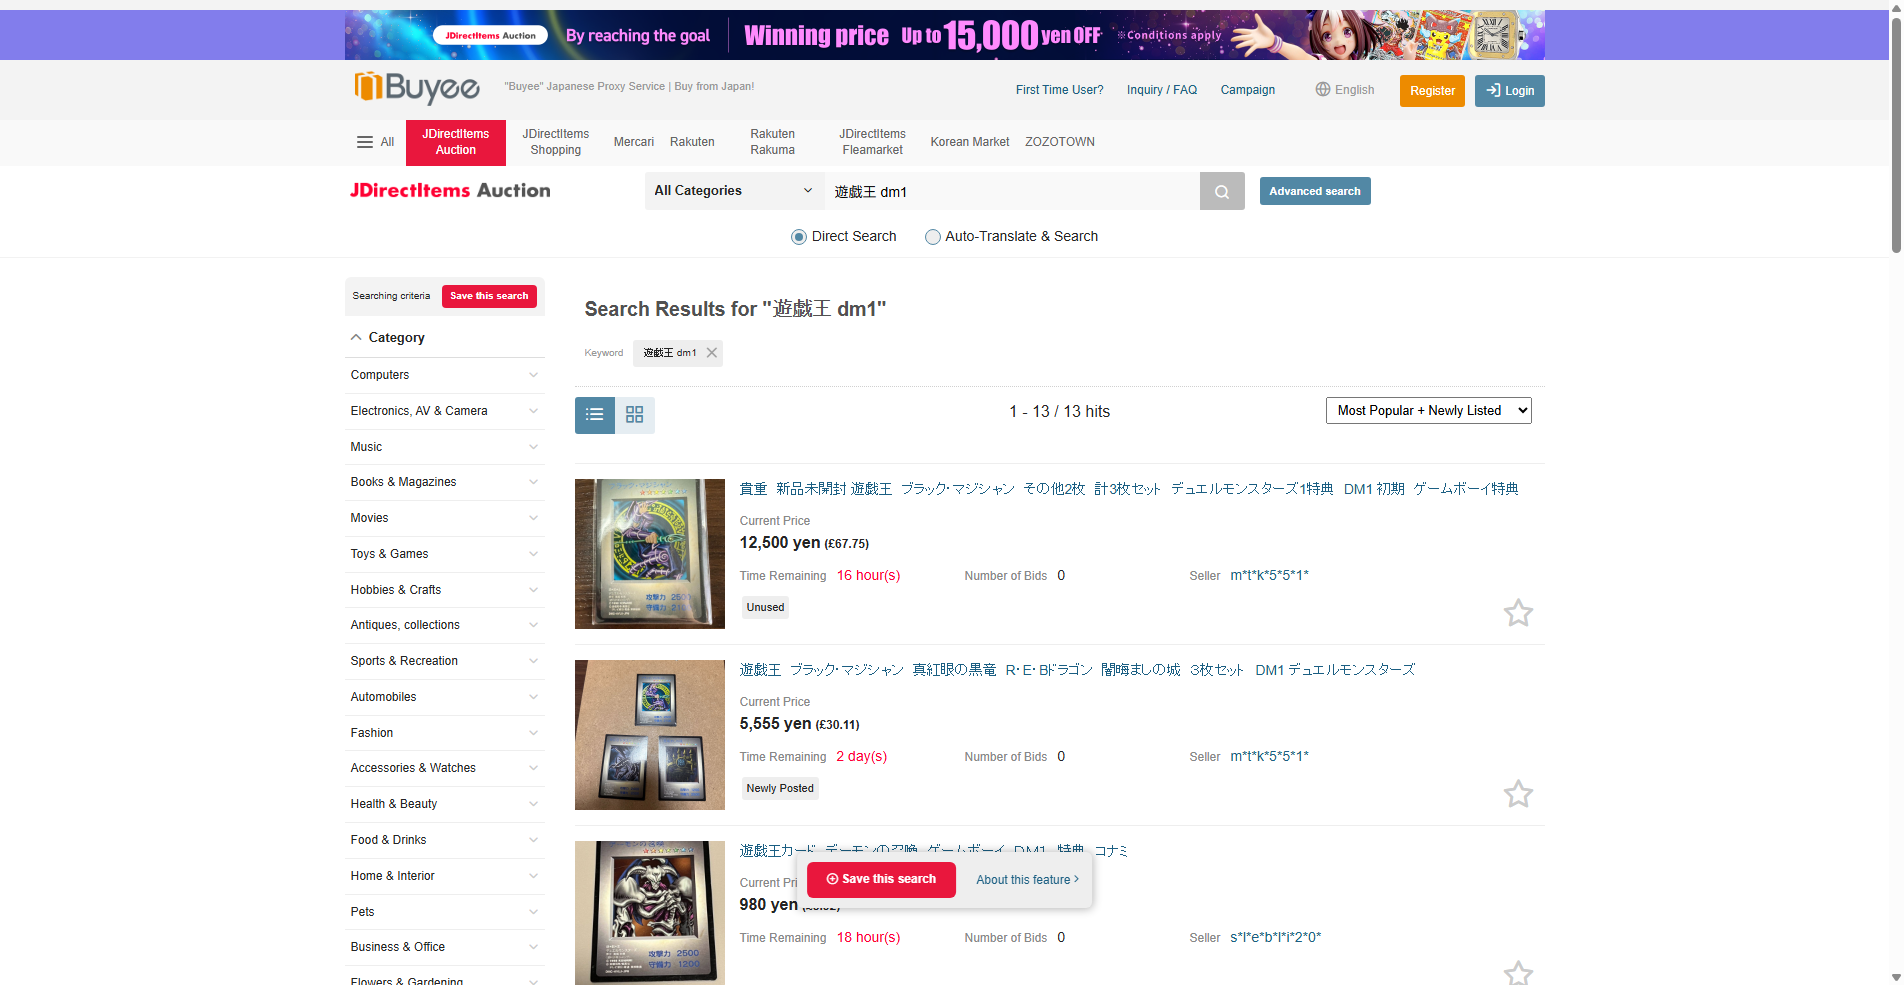 JDirectItems Auction By reaching the goal Winning price Up to 15,000 yen OFF ※Conditions apply
Buyee "Buyee" Japanese Proxy Service | Buy from Japan! First Time User? Inquiry / FAQ Campaign English Register Login
All JDirectItems Auction JDirectItems Shopping Mercari Rakuten Rakuten Rakuma JDirectItems Fleamarket Korean Market ZOZOTOWN
JDirectItems Auction All Categories 遊戯王 dm1 Advanced search
Direct Search Auto-Translate & Search
Searching criteria Save this search
Category
Computers
Electronics, AV & Camera
Music
Books & Magazines
Movies
Toys & Games
Hobbies & Crafts
Antiques, collections
Sports & Recreation
Automobiles
Fashion
Accessories & Watches
Health & Beauty
Food & Drinks
Home & Interior
Pets
Business & Office
Flowers & Gardening
Search Results for "遊戯王 dm1"
Keyword 遊戯王 dm1
1 - 13 / 13 hits Most Popular + Newly Listed
貴重 新品未開封 遊戯王 ブラック・マジシャン その他2枚 計3枚セット デュエルモンスターズ1特典 DM1 初期 ゲームボーイ特典
Current Price
12,500 yen (£67.75)
Time Remaining 16 hour(s) Number of Bids 0 Seller m*t*k*5*5*1*
Unused
遊戯王 ブラック・マジシャン 真紅眼の黒竜 R・E・Bドラゴン 闇晦ましの城 3枚セット DM1 デュエルモンスターズ
Current Price
5,555 yen (£30.11)
Time Remaining 2 day(s) Number of Bids 0 Seller m*t*k*5*5*1*
Newly Posted
攻撃力 2500
遊戯王カード デーモンの召喚 ゲームボーイ DM1 特典 コナミ
Current Pri
980 yen
Save this search About this feature
Time Remaining 18 hour(s) Number of Bids 0 Seller s*l*e*b*l*i*2*0*
攻撃力 2500
守備力 1200